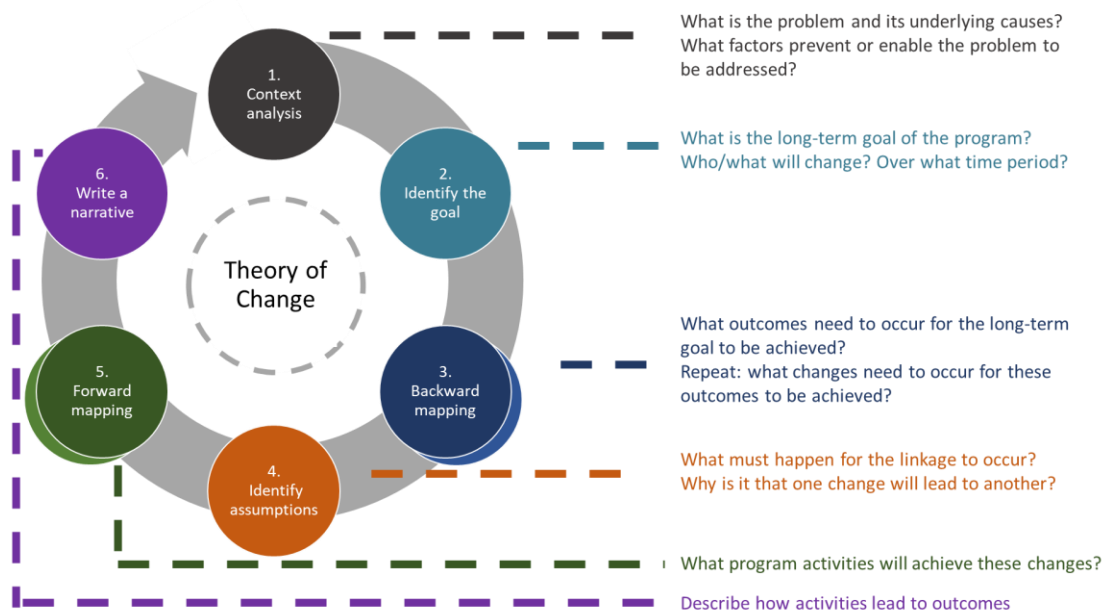 What is the problem and its underlying causes?
What factors prevent or enable the problem to
be addressed?
1.
Context
analysis
What is the long-term goal of the program?
Who/what will change? Over what time period?
2.
Identify the
goal
6.
Write a
narrative
Theory of
Change
What outcomes need to occur for the long-term
goal to be achieved?
Repeat: what changes need to occur for these
outcomes to be achieved?
3.
Backward
mapping
5.
Forward
mapping
4.
Identify
assumptions
What must happen for the linkage to occur?
Why is it that one change will lead to another?
What program activities will achieve these changes?
Describe how activities lead to outcomes